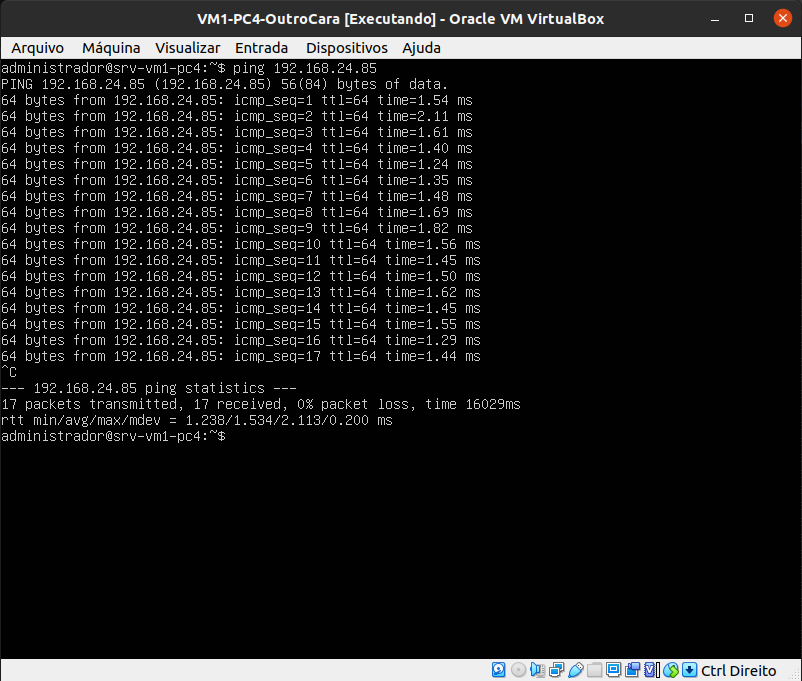 VM1-PC4-OutroCara [Executando] - Oracle VM VirtualBox
Arquivo Máquina Visualizar Entrada Dispositivos Ajuda
administrador@srv-vm1-pc4:~$ ping 192.168.24.85
PING 192.168.24.85 (192.168.24.85) 56(84) bytes of data.
64 bytes from 192.168.24.85: icmp_seq=1 ttl=64 time=1.54 ms
64 bytes from 192.168.24.85: icmp_seq=2 ttl=64 time=2.11 ms
64 bytes from 192.168.24.85: icmp_seq=3 ttl=64 time=1.61 ms
64 bytes from 192.168.24.85: icmp_seq=4 ttl=64 time=1.40 ms
64 bytes from 192.168.24.85: icmp_seq=5 ttl=64 time=1.24 ms
64 bytes from 192.168.24.85: icmp_seq=6 ttl=64 time=1.35 ms
64 bytes from 192.168.24.85: icmp_seq=7 ttl=64 time=1.48 ms
64 bytes from 192.168.24.85: icmp_seq=8 ttl=64 time=1.69 ms
64 bytes from 192.168.24.85: icmp_seq=9 ttl=64 time=1.82 ms
64 bytes from 192.168.24.85: icmp_seq=10 ttl=64 time=1.56 ms
64 bytes from 192.168.24.85: icmp_seq=11 ttl=64 time=1.45 ms
64 bytes from 192.168.24.85: icmp_seq=12 ttl=64 time=1.50 ms
64 bytes from 192.168.24.85: icmp_seq=13 ttl=64 time=1.62 ms
64 bytes from 192.168.24.85: icmp_seq=14 ttl=64 time=1.45 ms
64 bytes from 192.168.24.85: icmp_seq=15 ttl=64 time=1.55 ms
64 bytes from 192.168.24.85: icmp_seq=16 ttl=64 time=1.29 ms
64 bytes from 192.168.24.85: icmp_seq=17 ttl=64 time=1.44 ms
^C
--- 192.168.24.85 ping statistics ---
17 packets transmitted, 17 received, 0% packet loss, time 16029ms
rtt min/avg/max/mdev = 1.238/1.534/2.113/0.200 ms
administrador@srv-vm1-pc4:~$
Ctrl Direito